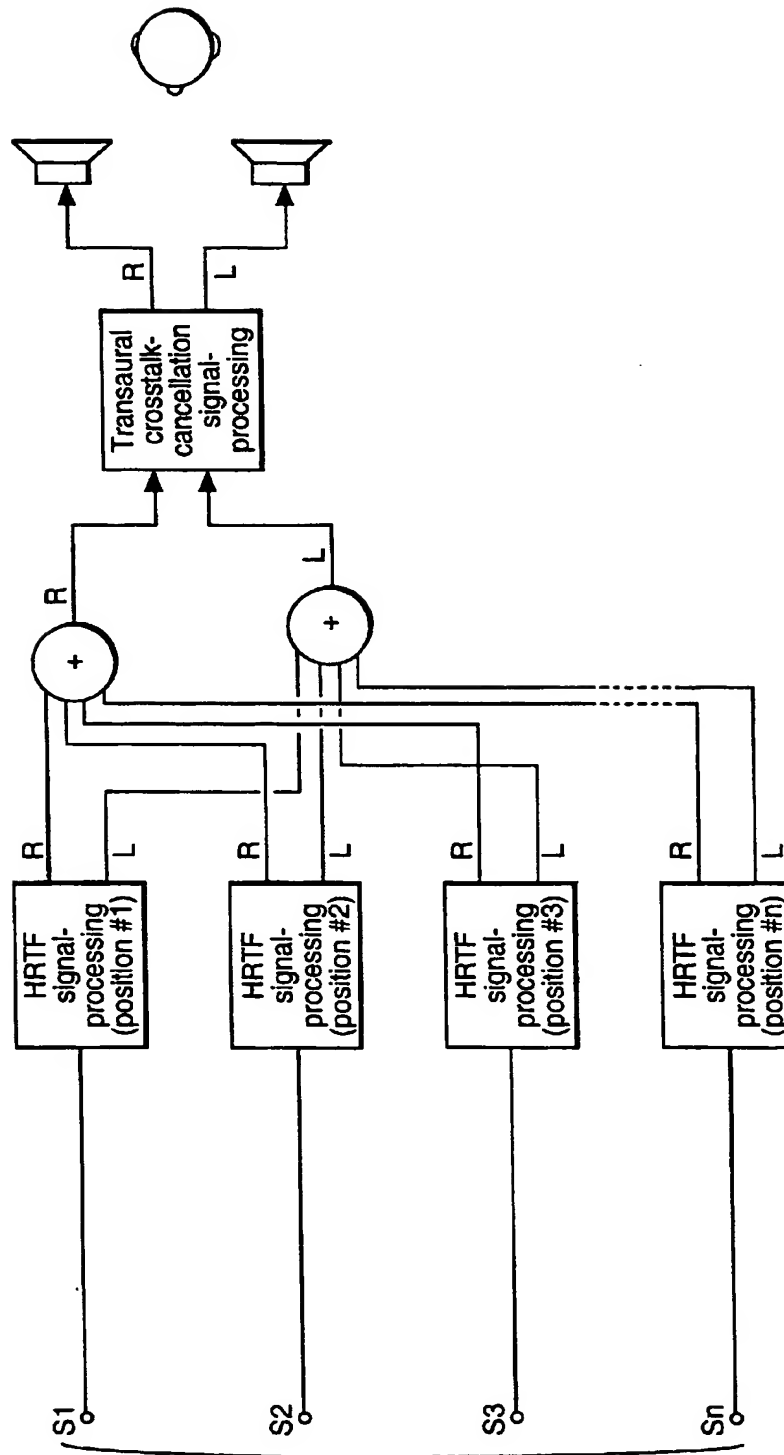 S1
S2
S3
Sn
HRTF
signal-
processing
(position #1)
R
L
HRTF
signal-
processing
(position #2)
R
L
HRTF
signal-
processing
(position #3)
R
L
HRTF
signal-
processing
(position #n)
R
L
+
R
+
L
Transaural
crosstalk-
cancellation
signal-
processing
R
L